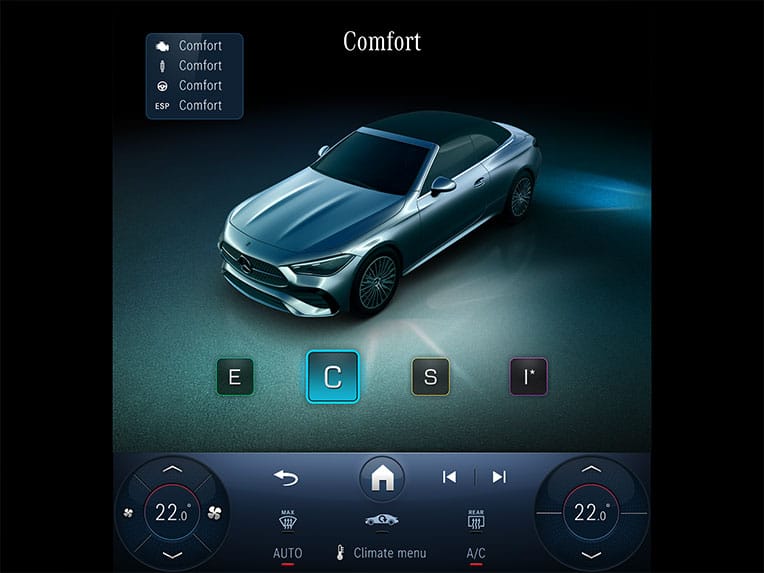 Comfort
Comfort
Comfort
Comfort
ESP Comfort
E C S I*
22.0°
22.0°
MAX
REAR
AUTO
Climate menu
A/C